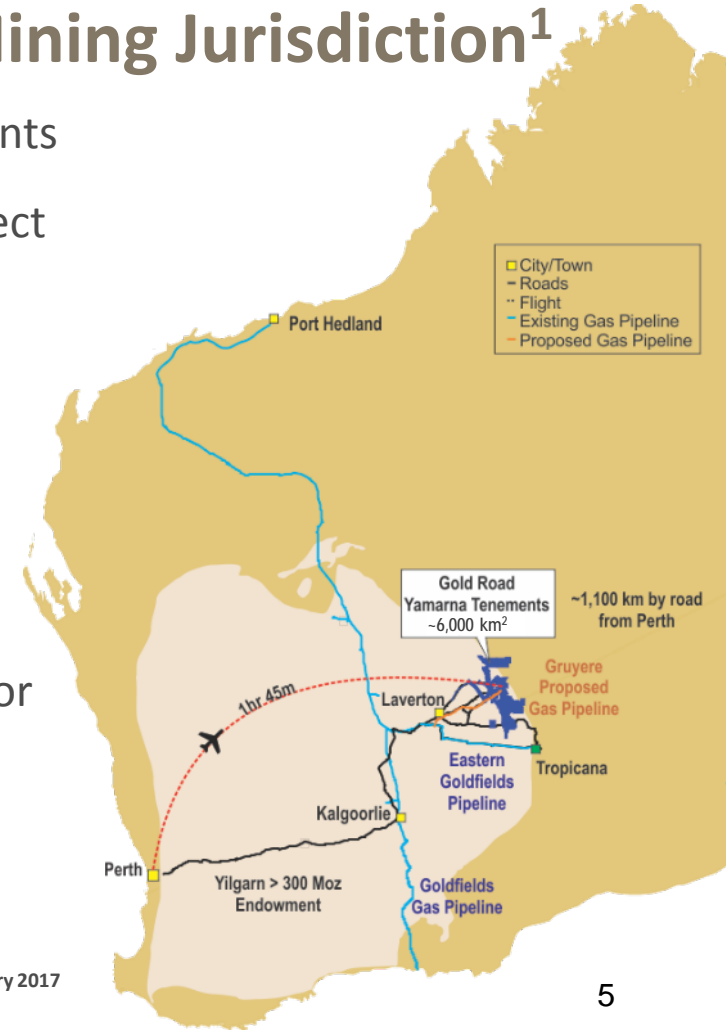 lining Jurisdiction¹
nts
ect
City/Town
Roads
Flight
Existing Gas Pipeline
Proposed Gas Pipeline
Port Hedland
Gold Road
Yamarna Tenements
~6,000 km²
~1,100 km by road
from Perth
Gruyere
Proposed
Gas Pipeline
or
1hr 45m
Laverton
Eastern
Goldfields
Pipeline
Tropicana
Kalgoorlie
Perth
Yilgarn > 300 Moz
Endowment
Goldfields
Gas Pipeline
ry 2017
5